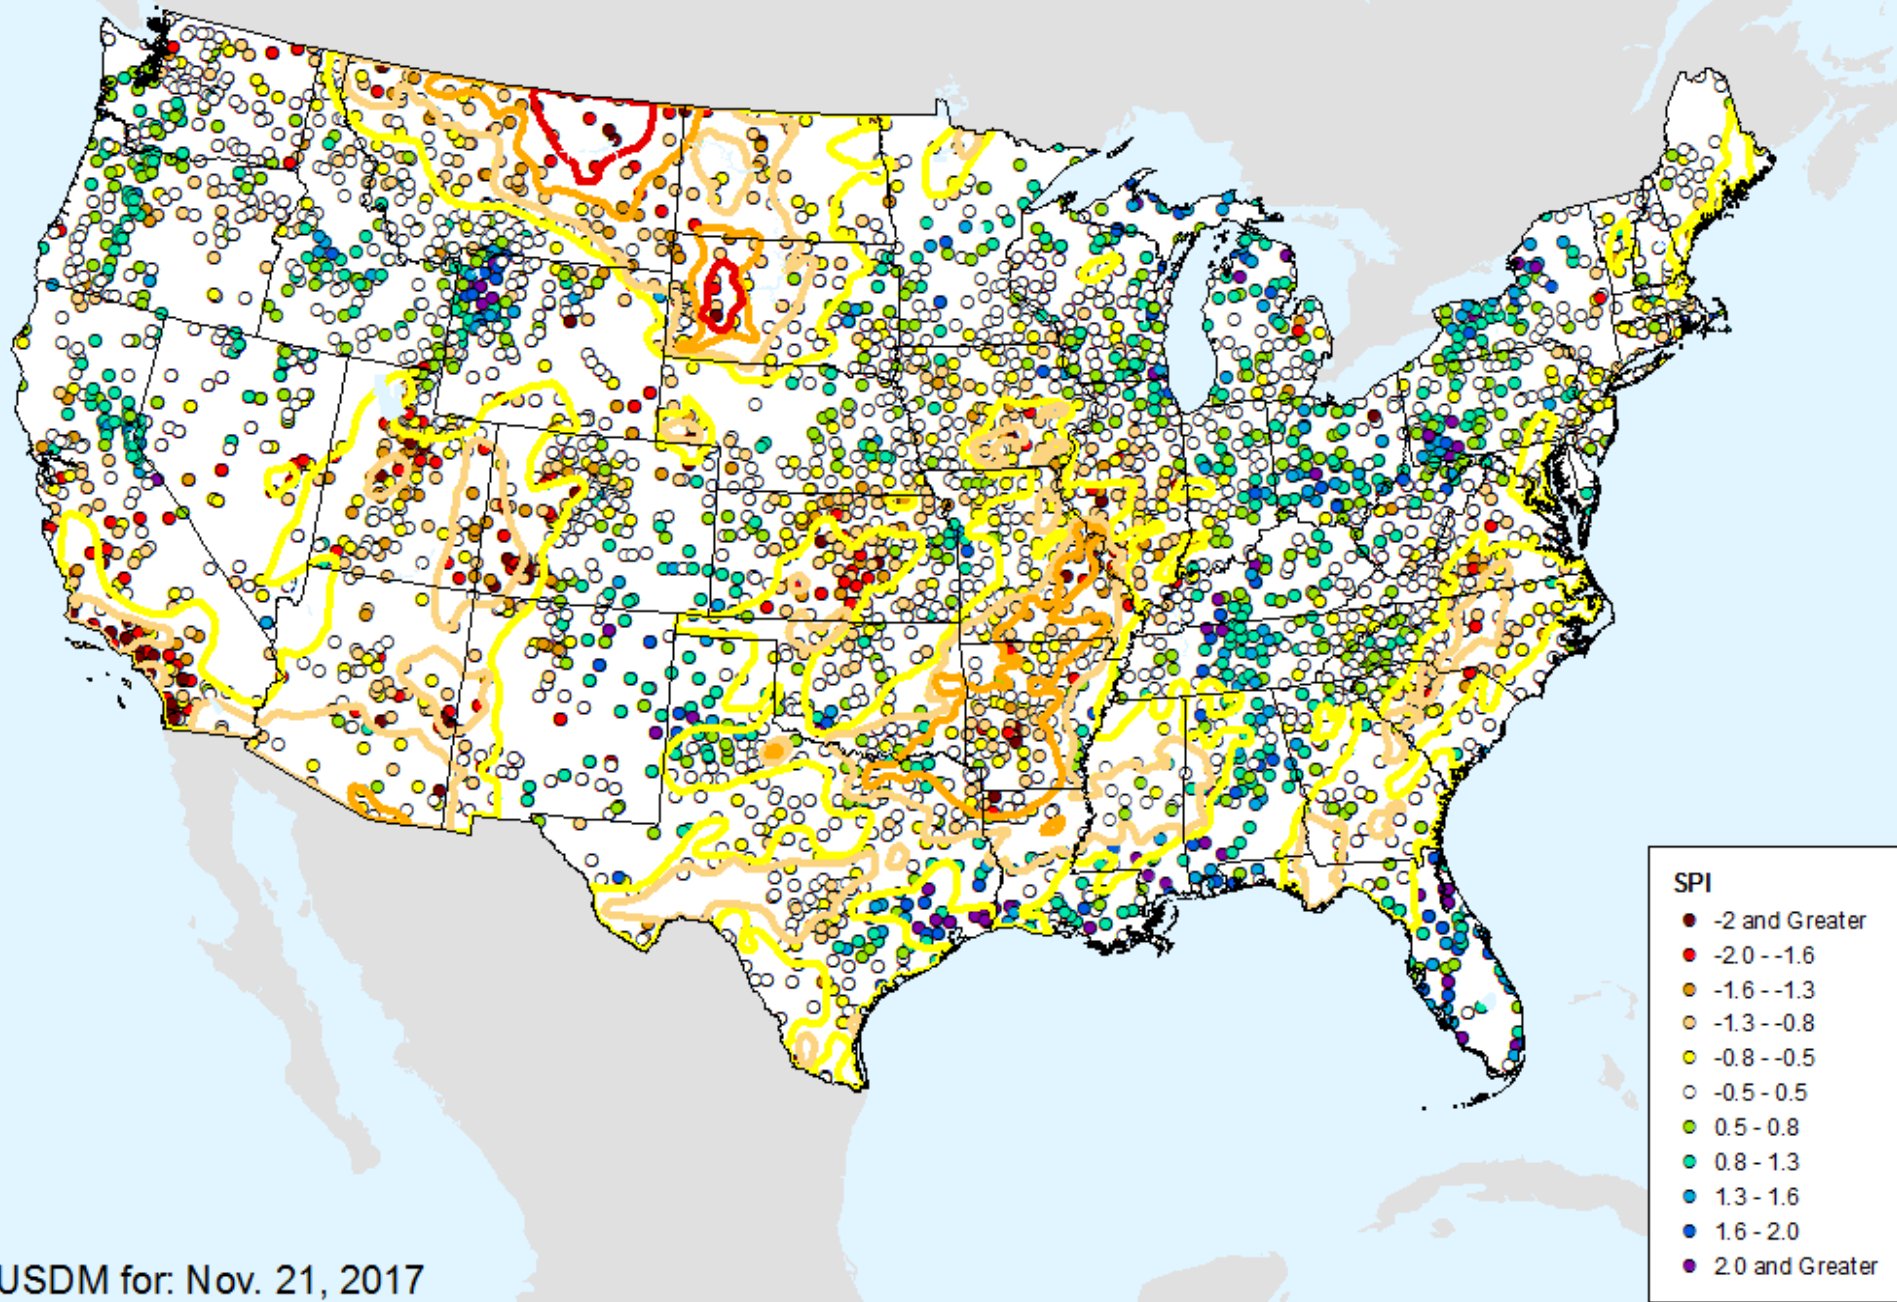 SPI
-2 and Greater
-2.0 - -1.6
-1.6 - -1.3
-1.3 - -0.8
-0.8 - -0.5
-0.5 - 0.5
0.5 - 0.8
0.8 - 1.3
1.3 - 1.6
1.6 - 2.0
2.0 and Greater
USDM for: Nov. 21, 2017